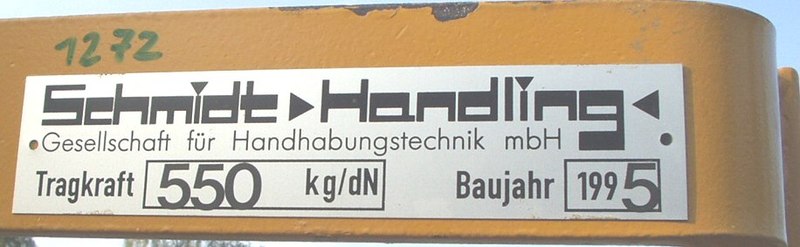 1272
Schmidt Handling
Gesellschaft für Handhabungstechnik mbH
Tragkraft 550 kg/dN Baujahr 1995